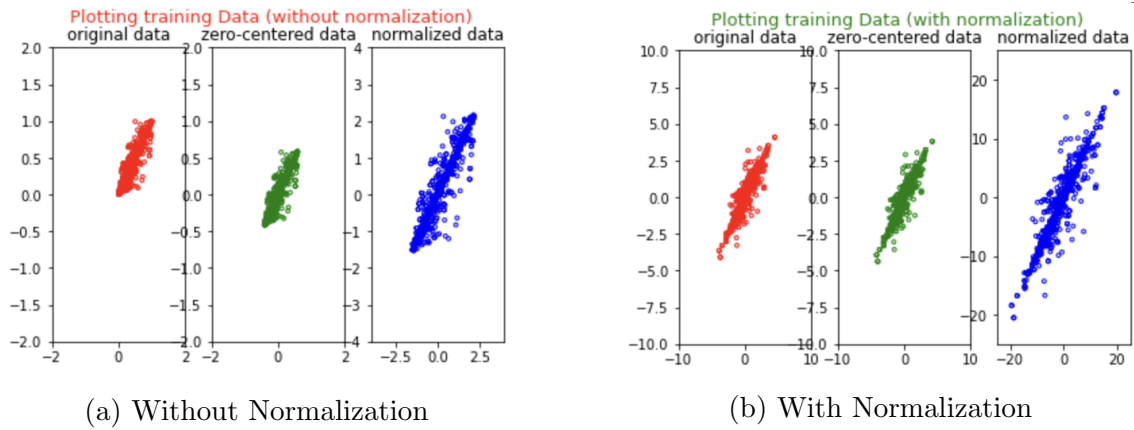 Plotting training Data (without normalization)
original data zero-centered data normalized data
2.0 2.0 4
1.5 1.5 3
1.0 1.0 2
0.5 0.5 1
0.0 0.0 0
−0.5 −0.5 −1
−1.0 −1.0 −2
−1.5 −1.5 −3
−2.0 −2.0 −4
−2 0 2 −2 0 2 −2.5 0.0 2.5
(a) Without Normalization
Plotting training Data (with normalization)
original data zero-centered data normalized data
10.0 10.0
7.5 7.5 20
5.0 5.0
2.5 2.5 10
0.0 0.0 0
−2.5 −2.5
−5.0 −5.0 −10
−7.5 −7.5 −20
−10.0 −10.0
−10 0 10 −10 0 10 −20 0 20
(b) With Normalization